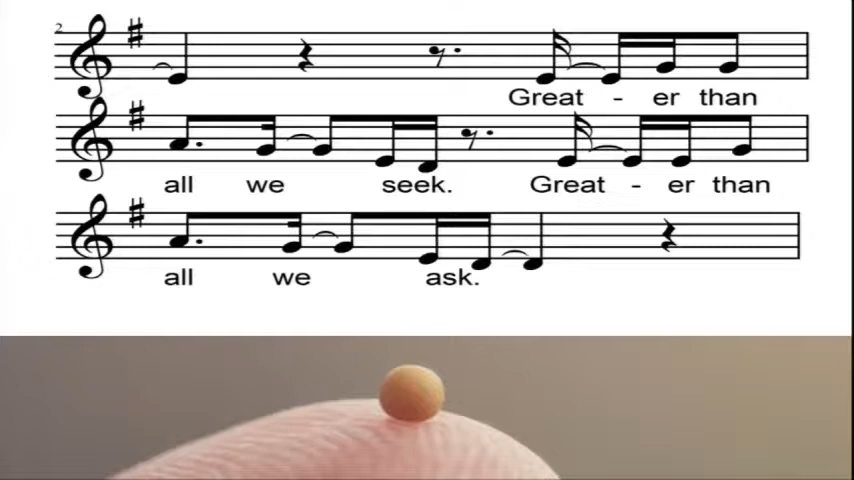 2
Great - er than
all we seek. Great - er than
all we ask.